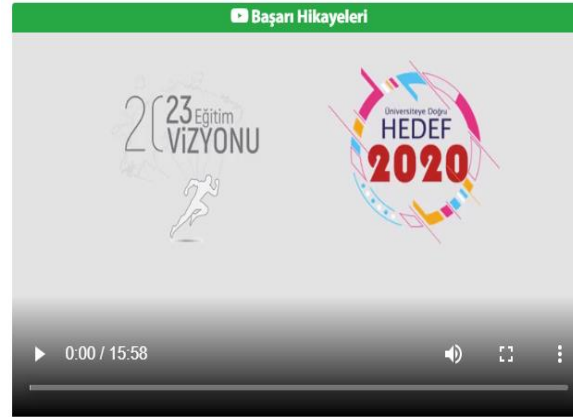 Başarı Hikayeleri
2023 Eğitim
VİZYONU
Üniversiteye Doğru
HEDEF
2020
0:00 / 15:58